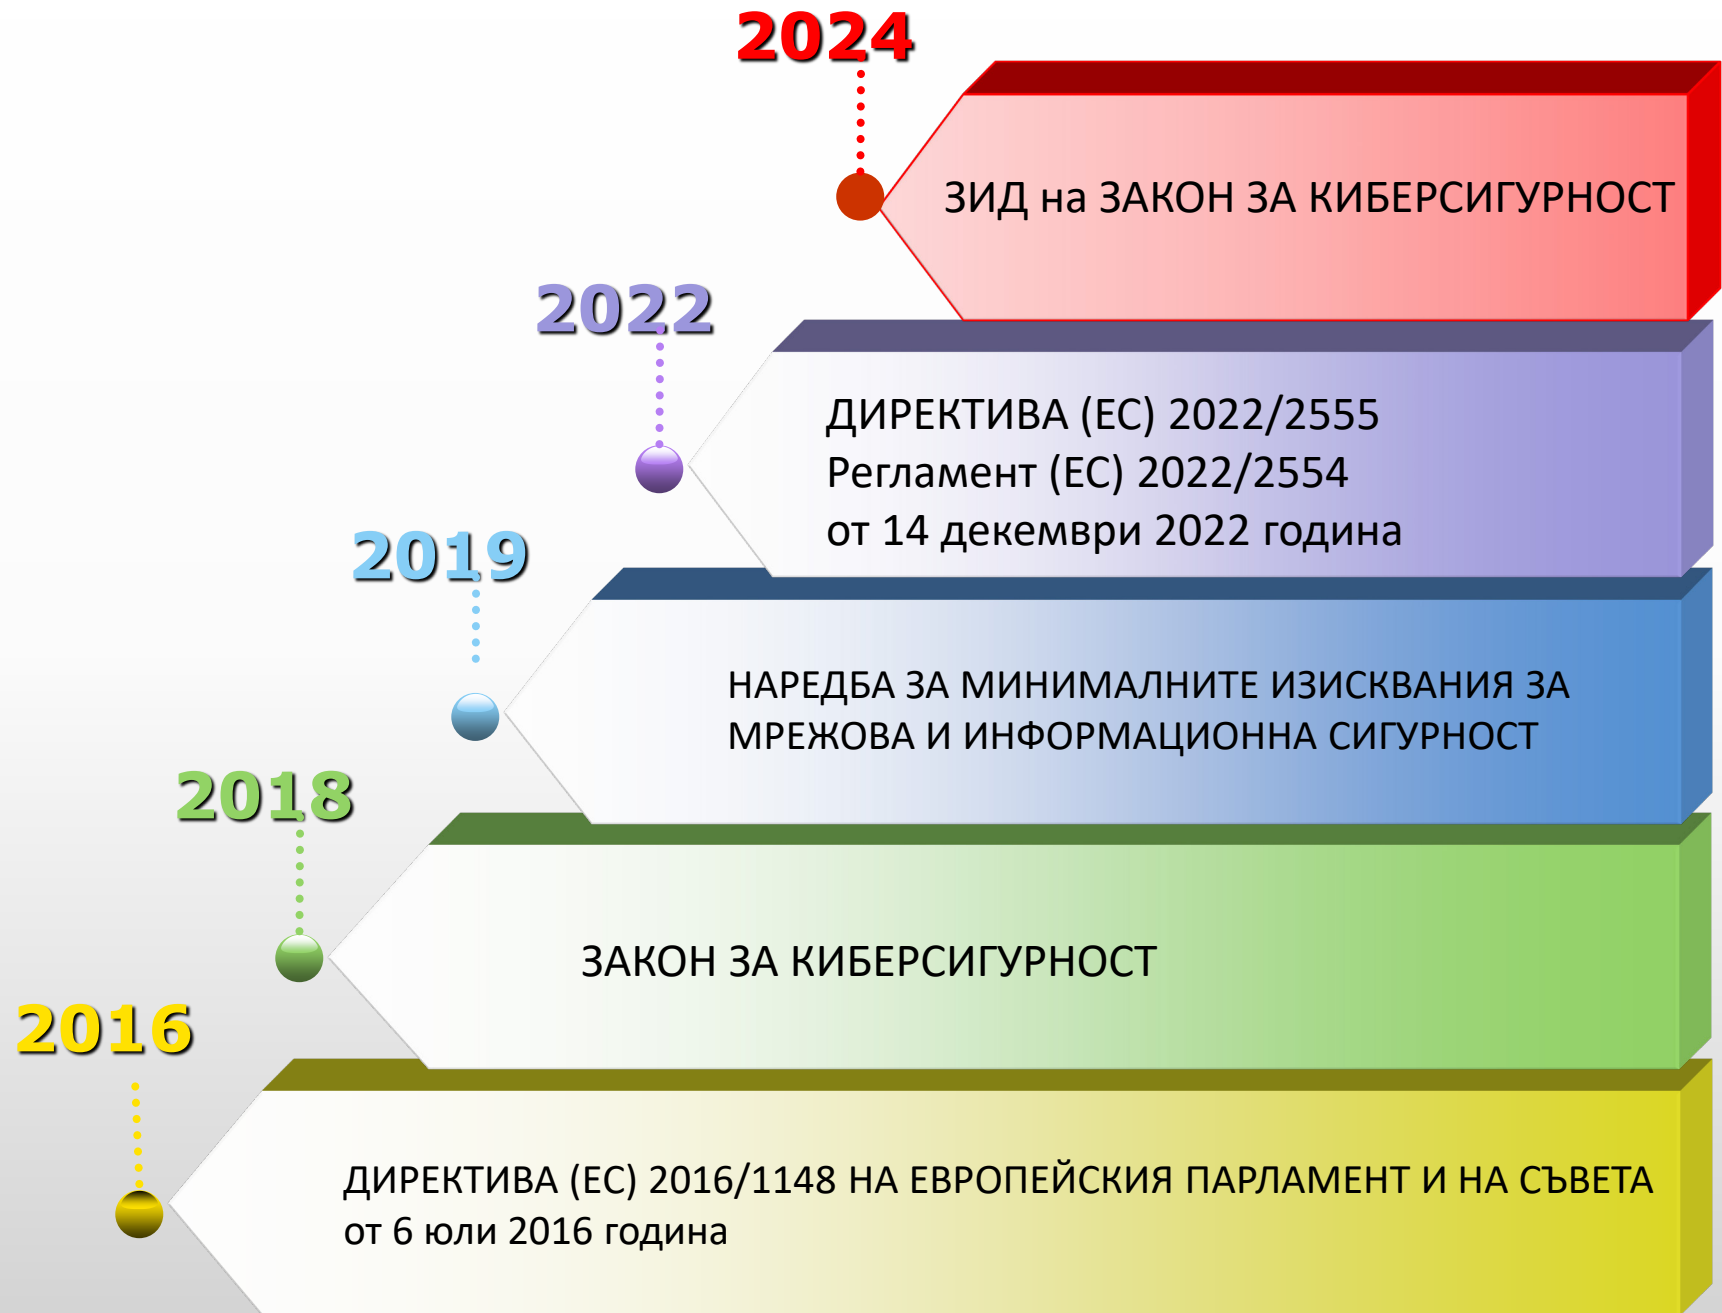 2024
ЗИД на ЗАКОН ЗА КИБЕРСИГУРНОСТ
2022
ДИРЕКТИВА (ЕС) 2022/2555
Регламент (ЕС) 2022/2554
от 14 декември 2022 година
2019
НАРЕДБА ЗА МИНИМАЛНИТЕ ИЗИСКВАНИЯ ЗА
МРЕЖОВА И ИНФОРМАЦИОННА СИГУРНОСТ
2018
ЗАКОН ЗА КИБЕРСИГУРНОСТ
2016
ДИРЕКТИВА (ЕС) 2016/1148 НА ЕВРОПЕЙСКИЯ ПАРЛАМЕНТ И НА СЪВЕТА
от 6 юли 2016 година